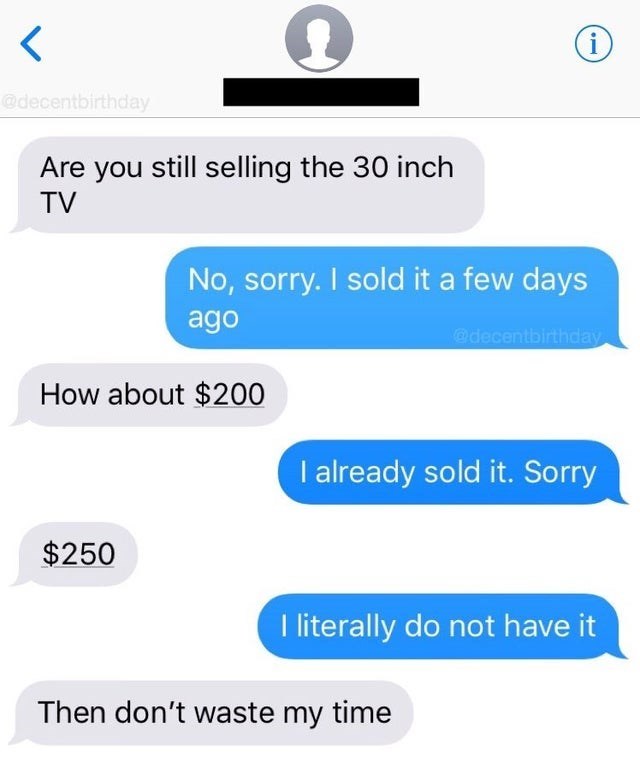 @decentbirthday
Are you still selling the 30 inch
TV
No, sorry. I sold it a few days
ago
@decentbirthday
How about $200
I already sold it. Sorry
$250
I literally do not have it
Then don't waste my time